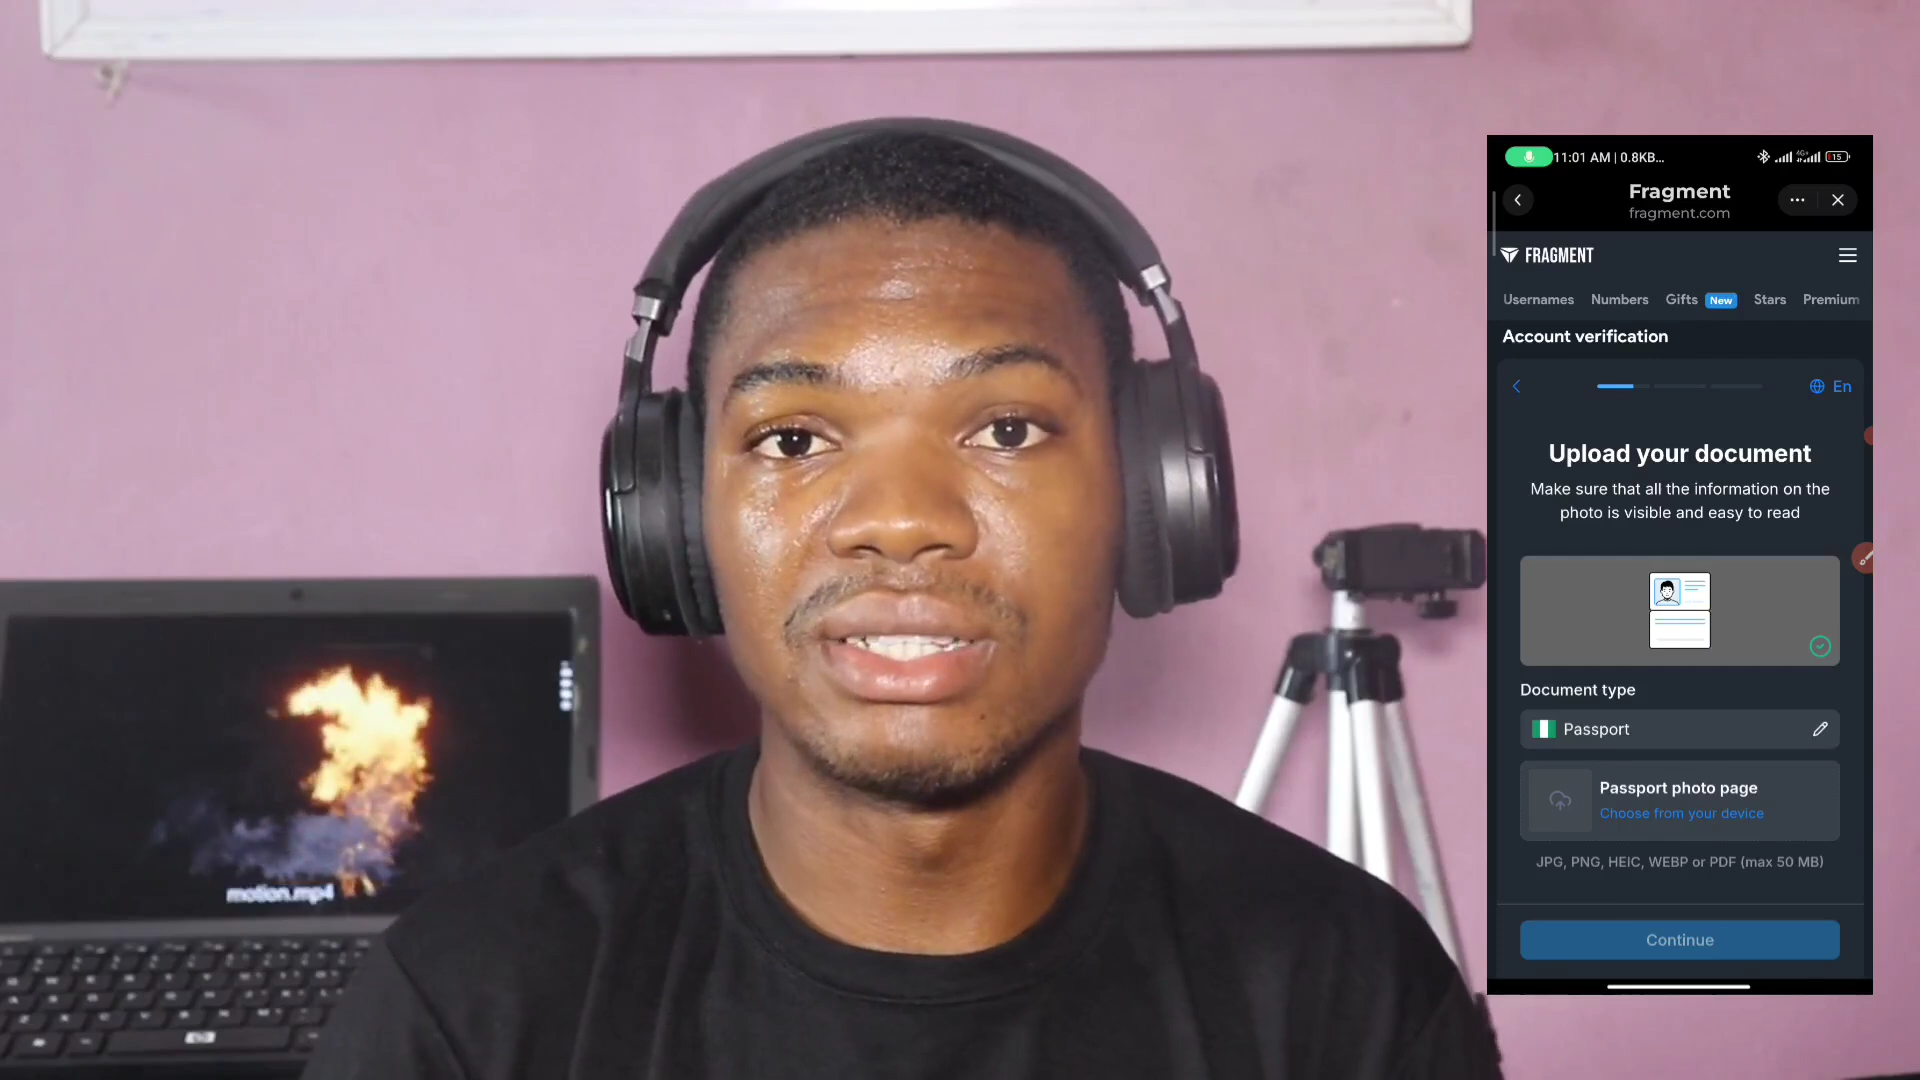 11:01 AM | 0.8KB...
4G+
15
Fragment
fragment.com
FRAGMENT
Usernames Numbers Gifts New Stars Premium
Account verification
En
Upload your document
Make sure that all the information on the
photo is visible and easy to read
Document type
Passport
Passport photo page
Choose from your device
JPG, PNG, HEIC, WEBP or PDF (max 50 MB)
Continue
motion.mp4
hp